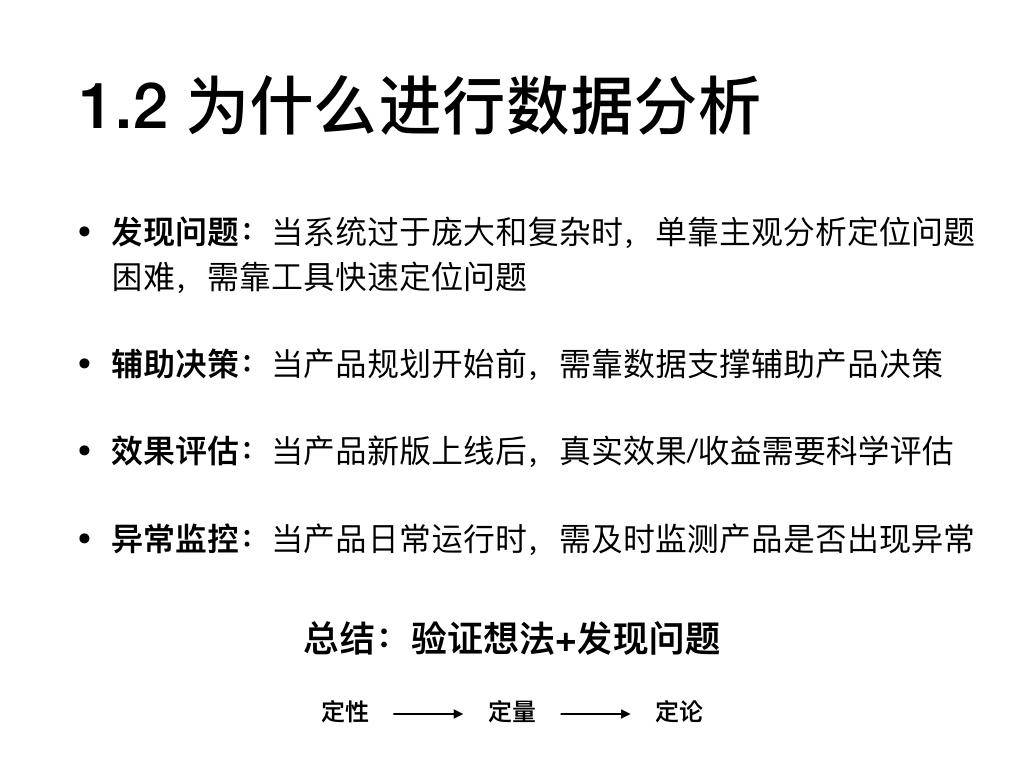 1.2 为什么进行数据分析
• 发现问题：当系统过于庞大和复杂时，单靠主观分析定位问题
困难，需靠工具快速定位问题
• 辅助决策：当产品规划开始前，需靠数据支撑辅助产品决策
• 效果评估：当产品新版上线后，真实效果/收益需要科学评估
• 异常监控：当产品日常运行时，需及时监测产品是否出现异常
总结：验证想法+发现问题
定性 → 定量 → 定论